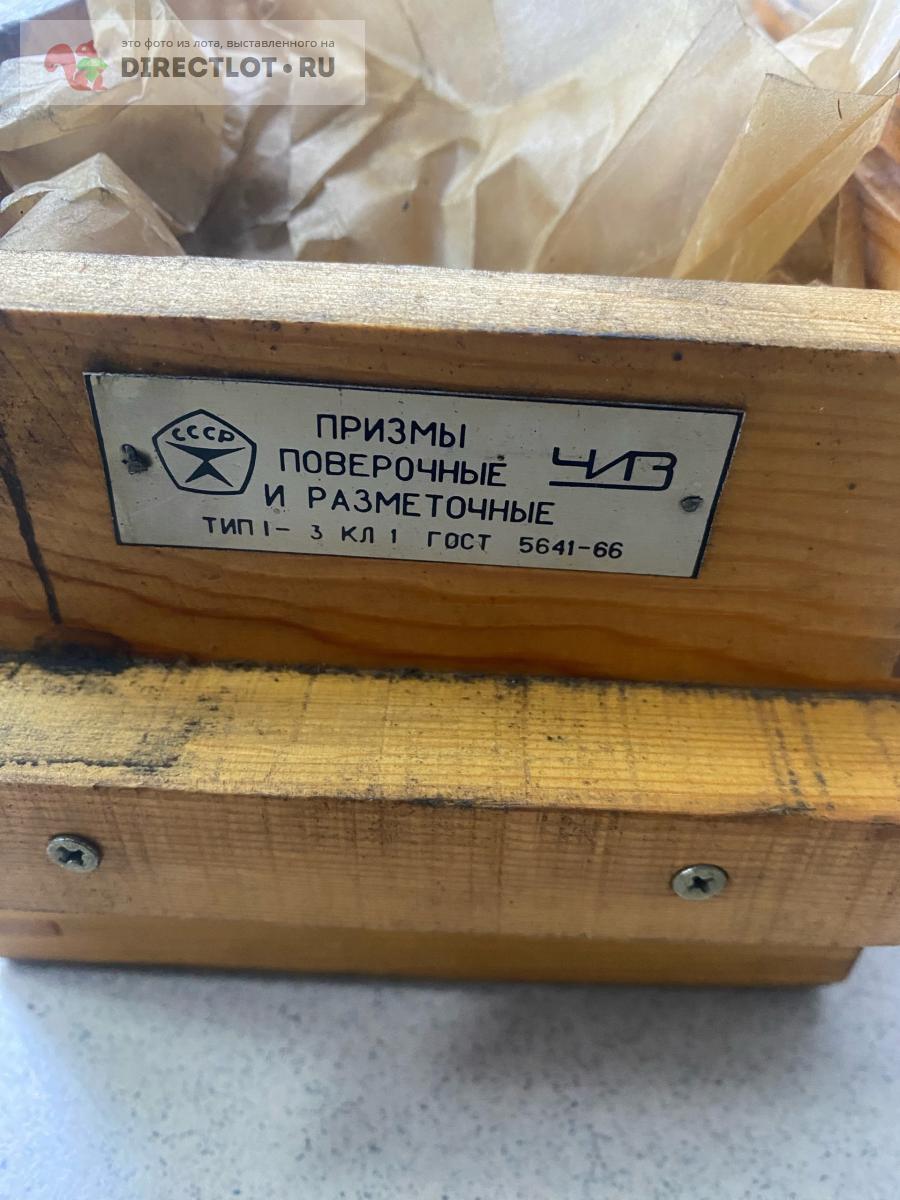 это фото из лота, выставленного на
DIRECTLOT•RU
СССР
ПРИЗМЫ
ПОВЕРОЧНЫЕ
ЧИЗ
И РАЗМЕТОЧНЫЕ
ТИП I- 3 КЛ 1 ГОСТ 5641-66